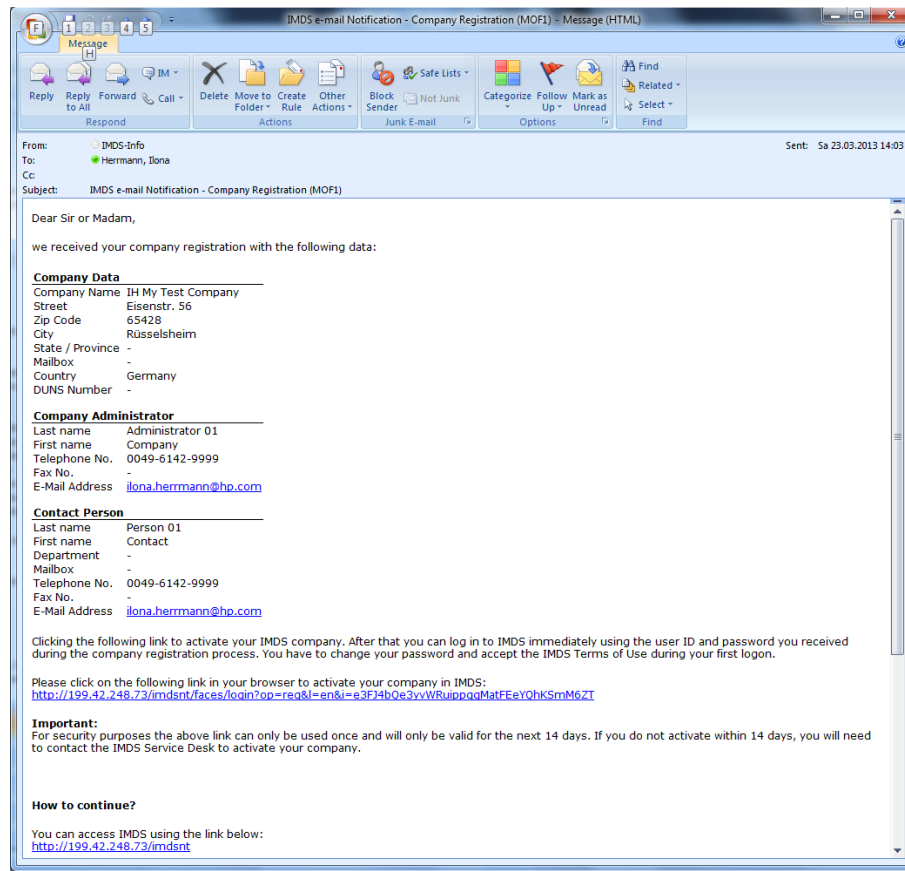 IMDS e-mail Notification - Company Registration (MOF1) - Message (HTML)
F 1 2 3 4 5
Message
H
Reply Reply to All Forward IM Call
Delete Move to Folder Create Rule Other Actions
Block Sender Safe Lists Not Junk
Categorize Follow Up Mark as Unread
Find Related Select
Respond Actions Junk E-mail Options Find
From: IMDS-Info Sent: Sa 23.03.2013 14:03
To: Herrmann, Ilona
Cc:
Subject: IMDS e-mail Notification - Company Registration (MOF1)
Dear Sir or Madam,
we received your company registration with the following data:
Company Data
Company Name IH My Test Company
Street Eisenstr. 56
Zip Code 65428
City Rüsselsheim
State / Province -
Mailbox -
Country Germany
DUNS Number -
Company Administrator
Last name Administrator 01
First name Company
Telephone No. 0049-6142-9999
Fax No. -
E-Mail Address ilona.herrmann@hp.com
Contact Person
Last name Person 01
First name Contact
Department -
Mailbox -
Telephone No. 0049-6142-9999
Fax No. -
E-Mail Address ilona.herrmann@hp.com
Clicking the following link to activate your IMDS company. After that you can log in to IMDS immediately using the user ID and password you received
during the company registration process. You have to change your password and accept the IMDS Terms of Use during your first logon.
Please click on the following link in your browser to activate your company in IMDS:
http://199.42.248.73/imdsnt/faces/login?op=reg&l=en&i=e3FJ4bQe3vvWRuippqgMatFEeYQhKSmM6ZT
Important:
For security purposes the above link can only be used once and will only be valid for the next 14 days. If you do not activate within 14 days, you will need
to contact the IMDS Service Desk to activate your company.
How to continue?
You can access IMDS using the link below:
http://199.42.248.73/imdsnt